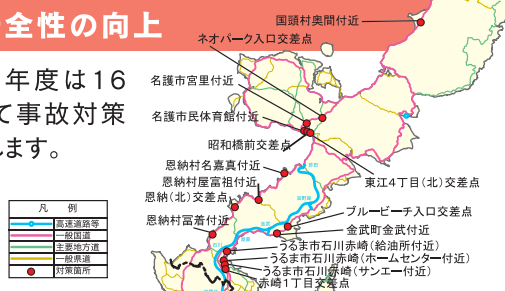 全性の向上
年度は16
て事故対策
します。
国頭村奥間付近
ネオパーク入口交差点
名護市宮里付近
名護市民体育館付近
昭和橋前交差点
恩納村名嘉真付近
東江4丁目(北)交差点
恩納村屋富祖付近
恩納(北)交差点
ブルービーチ入口交差点
恩納村冨着付近
金武町金武付近
うるま市石川赤崎(給油所付近)
うるま市石川赤崎(ホームセンター付近)
うるま市石川赤崎(サンエー付近)
赤崎1丁目交差点
凡 例
高速道路等
一般国道
主要地方道
一般県道
対策箇所